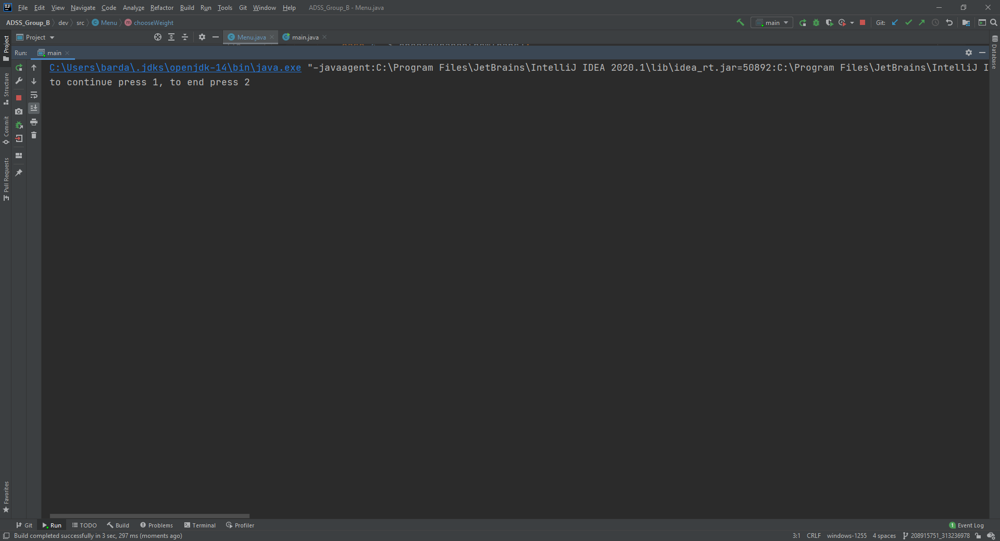 File Edit View Navigate Code Analyze Refactor Build Run Tools Git Window Help ADSS_Group_B - Menu.java
ADSS_Group_B dev src Menu chooseWeight main Git:
Project Menu.java main.java
Run: main
C:\Users\barda\.jdks\openjdk-14\bin\java.exe "-javaagent:C:\Program Files\JetBrains\IntelliJ IDEA 2020.1\lib\idea_rt.jar=50892:C:\Program Files\JetBrains\IntelliJ I
to continue press 1, to end press 2
Project
Structure
Commit
Pull Requests
Favorites
Database
Git Run TODO Build Problems Terminal Profiler 1 Event Log
Build completed successfully in 3 sec, 297 ms (moments ago) 3:1 CRLF windows-1255 4 spaces 208915751_313236978